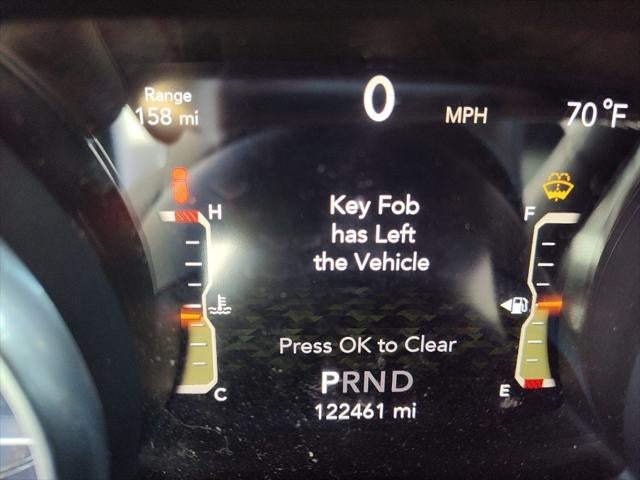 Range
158 mi
0
MPH
70°F
H
F
Key Fob
has Left
the Vehicle
Press OK to Clear
PRND
C
E
122461 mi